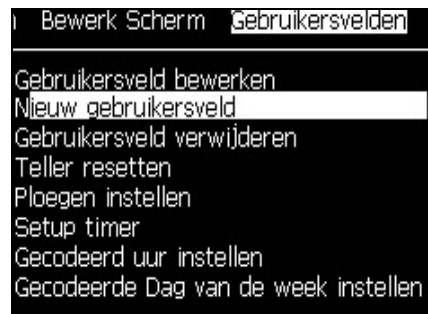 Bewerk Scherm Gebruikersvelden
Gebruikersveld bewerken
Nieuw gebruikersveld
Gebruikersveld verwijderen
Teller resetten
Ploegen instellen
Setup timer
Gecodeerd uur instellen
Gecodeerde Dag van de week instellen